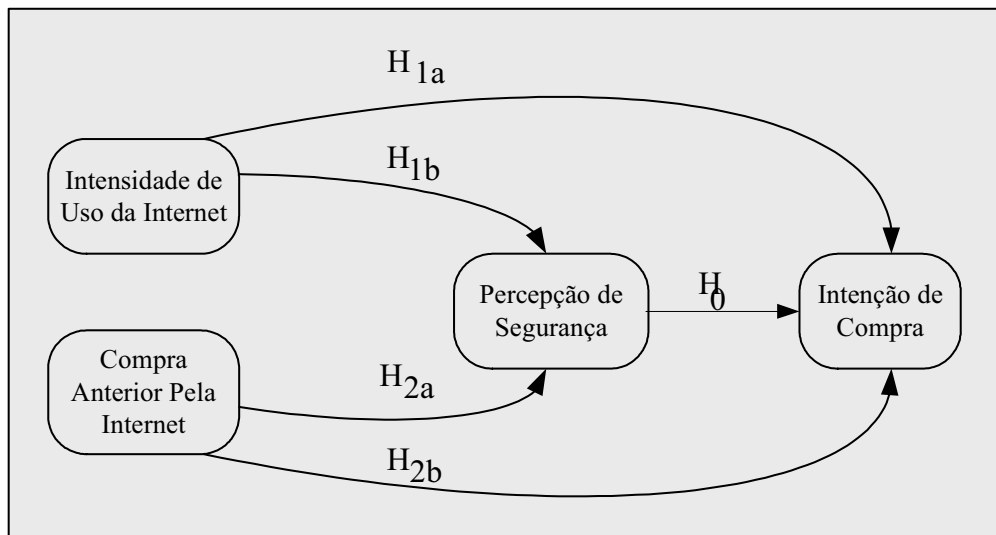 H 1a
H1b
Intensidade de
Uso da Internet
H0
Percepção de
Segurança
Intenção de
Compra
Compra
Anterior Pela
Internet
H2a
H2b